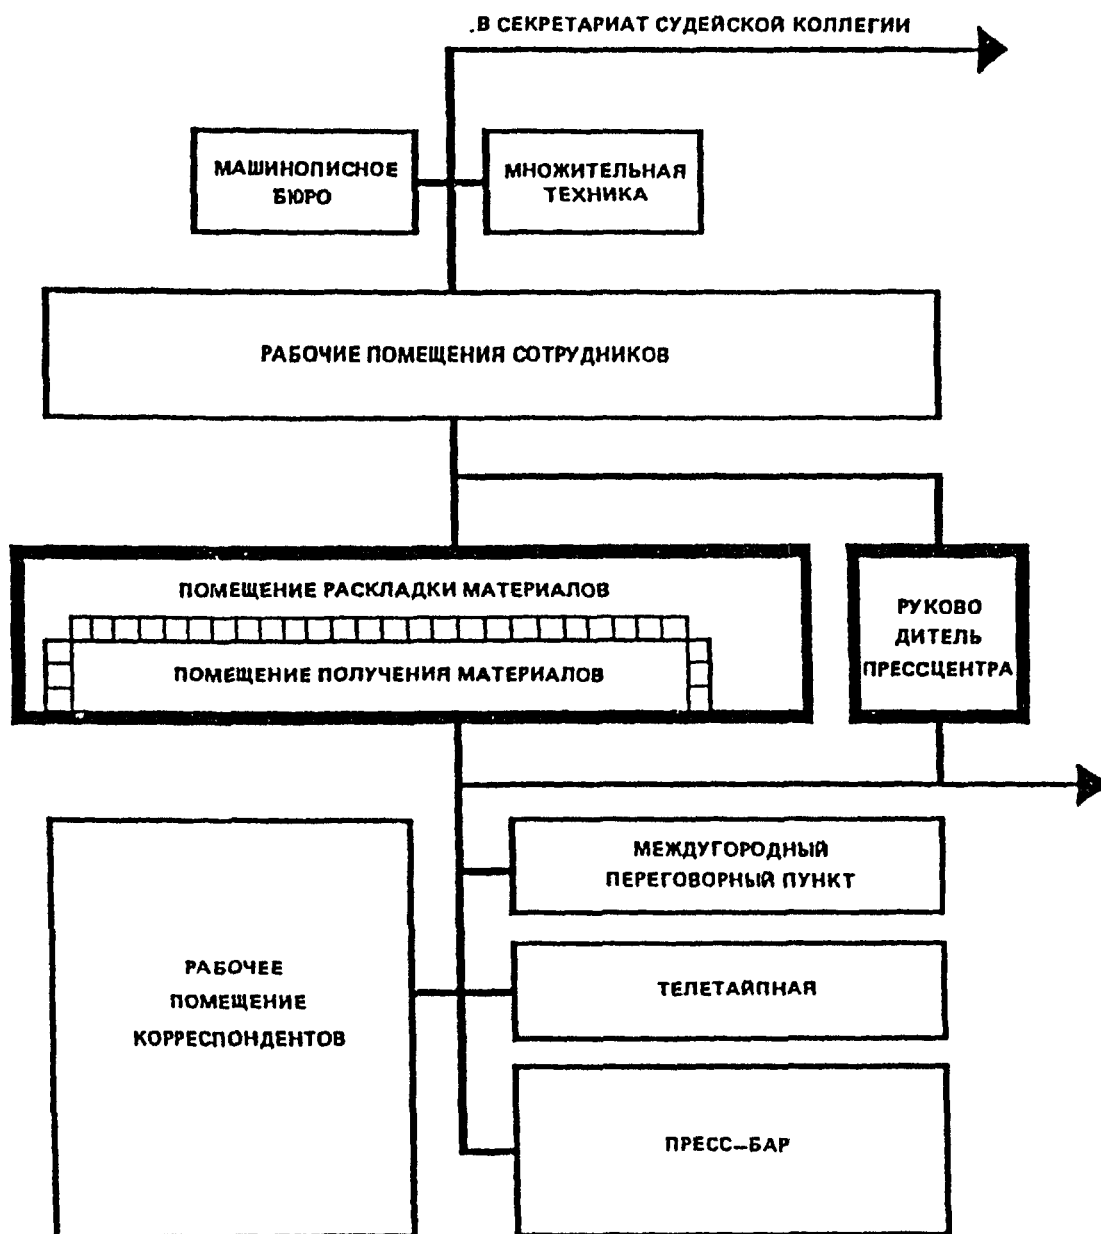 .В СЕКРЕТАРИАТ СУДЕЙСКОЙ КОЛЛЕГИИ
МАШИНОПИСНОЕ
БЮРО
МНОЖИТЕЛЬНАЯ
ТЕХНИКА
РАБОЧИЕ ПОМЕЩЕНИЯ СОТРУДНИКОВ
ПОМЕЩЕНИЕ РАСКЛАДКИ МАТЕРИАЛОВ
ПОМЕЩЕНИЕ ПОЛУЧЕНИЯ МАТЕРИАЛОВ
РУКОВО
ДИТЕЛЬ
ПРЕССЦЕНТРА
МЕЖДУГОРОДНЫЙ
ПЕРЕГОВОРНЫЙ ПУНКТ
РАБОЧЕЕ
ПОМЕЩЕНИЕ
КОРРЕСПОНДЕНТОВ
ТЕЛЕТАЙПНАЯ
ПРЕСС–БАР